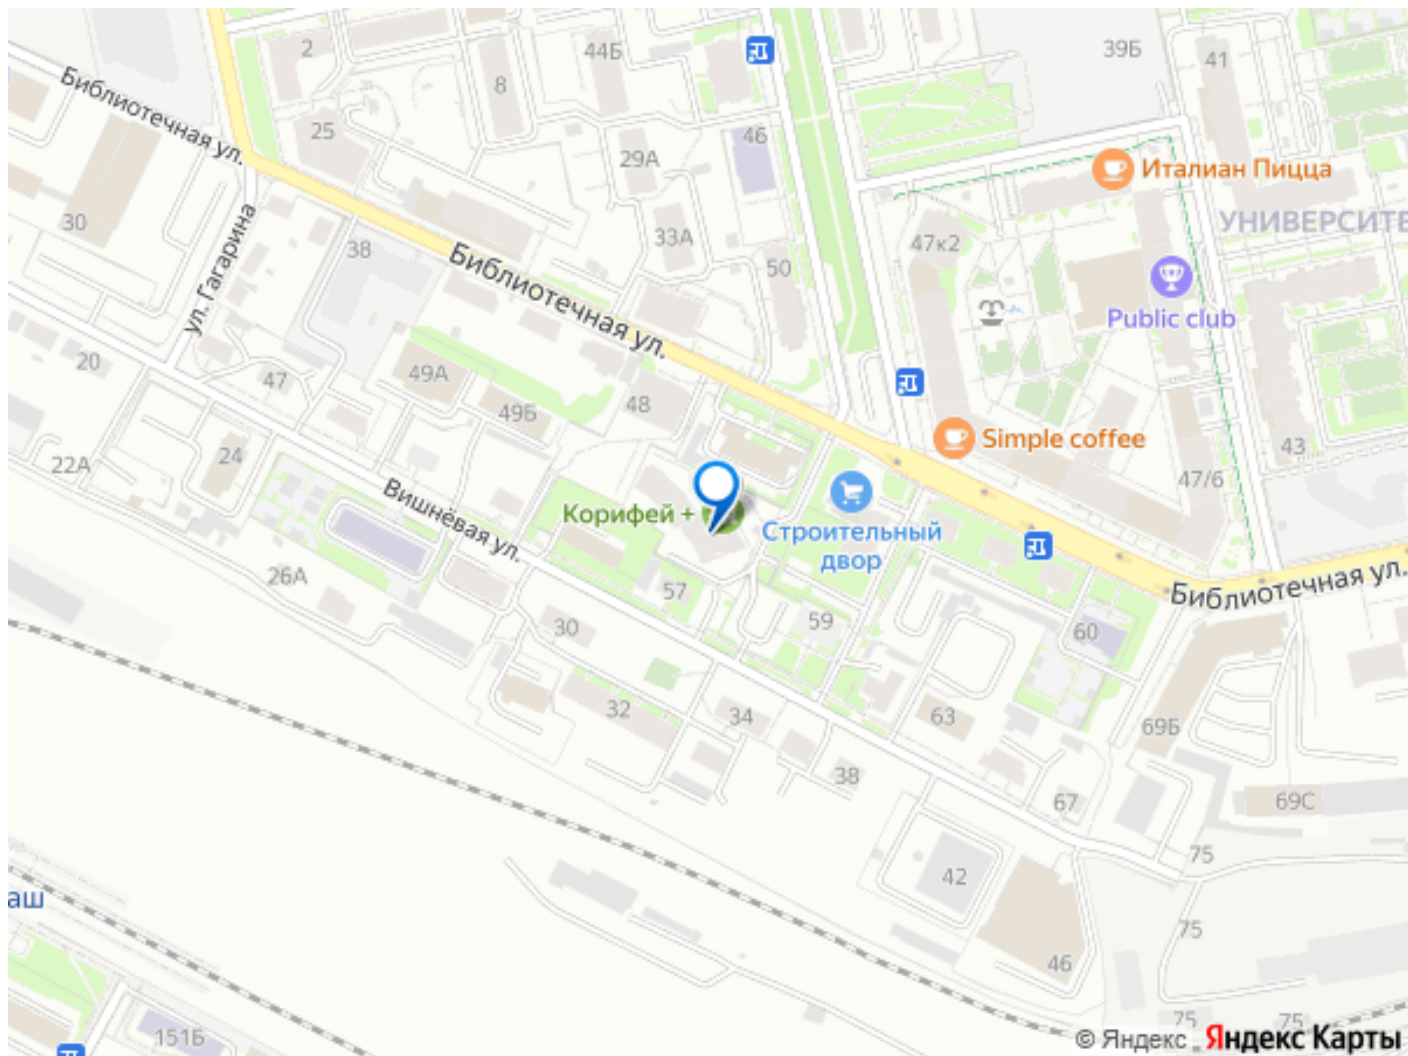 2
44Б
39Б
41
8
25
46
29А
Библиотечная ул.
Италиан Пицца
30
38
33А
50
47к2
УНИВЕРСИТЕ
ул. Гагарина
Библиотечная ул.
Public club
20
47
49А
49Б
48
Simple coffee
43
22А
24
47/6
Вишнёвая ул.
Корифей +
Строительный
двор
Библиотечная ул.
26А
57
59
30
60
32
34
63
69Б
38
67
69С
75
42
аш
75
46
151Б
75
75
© Яндекс Яндекс Карты